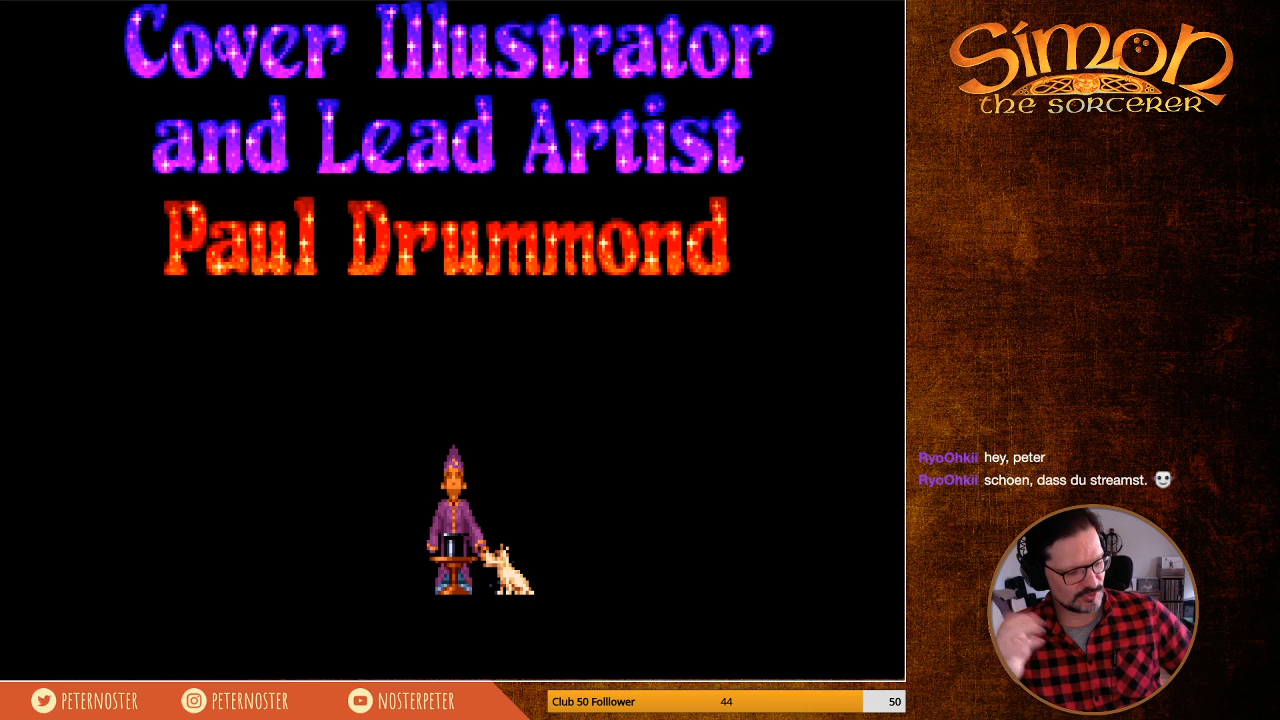 Cover Illustrator
and Lead Artist
Paul Drummond
Simon
the SORCERER
RyoOhkii hey, peter
RyoOhkii schoen, dass du streamst.
PETERNOSTER
PETERNOSTER
NOSTERPETER
Club 50 Folllower 44 50